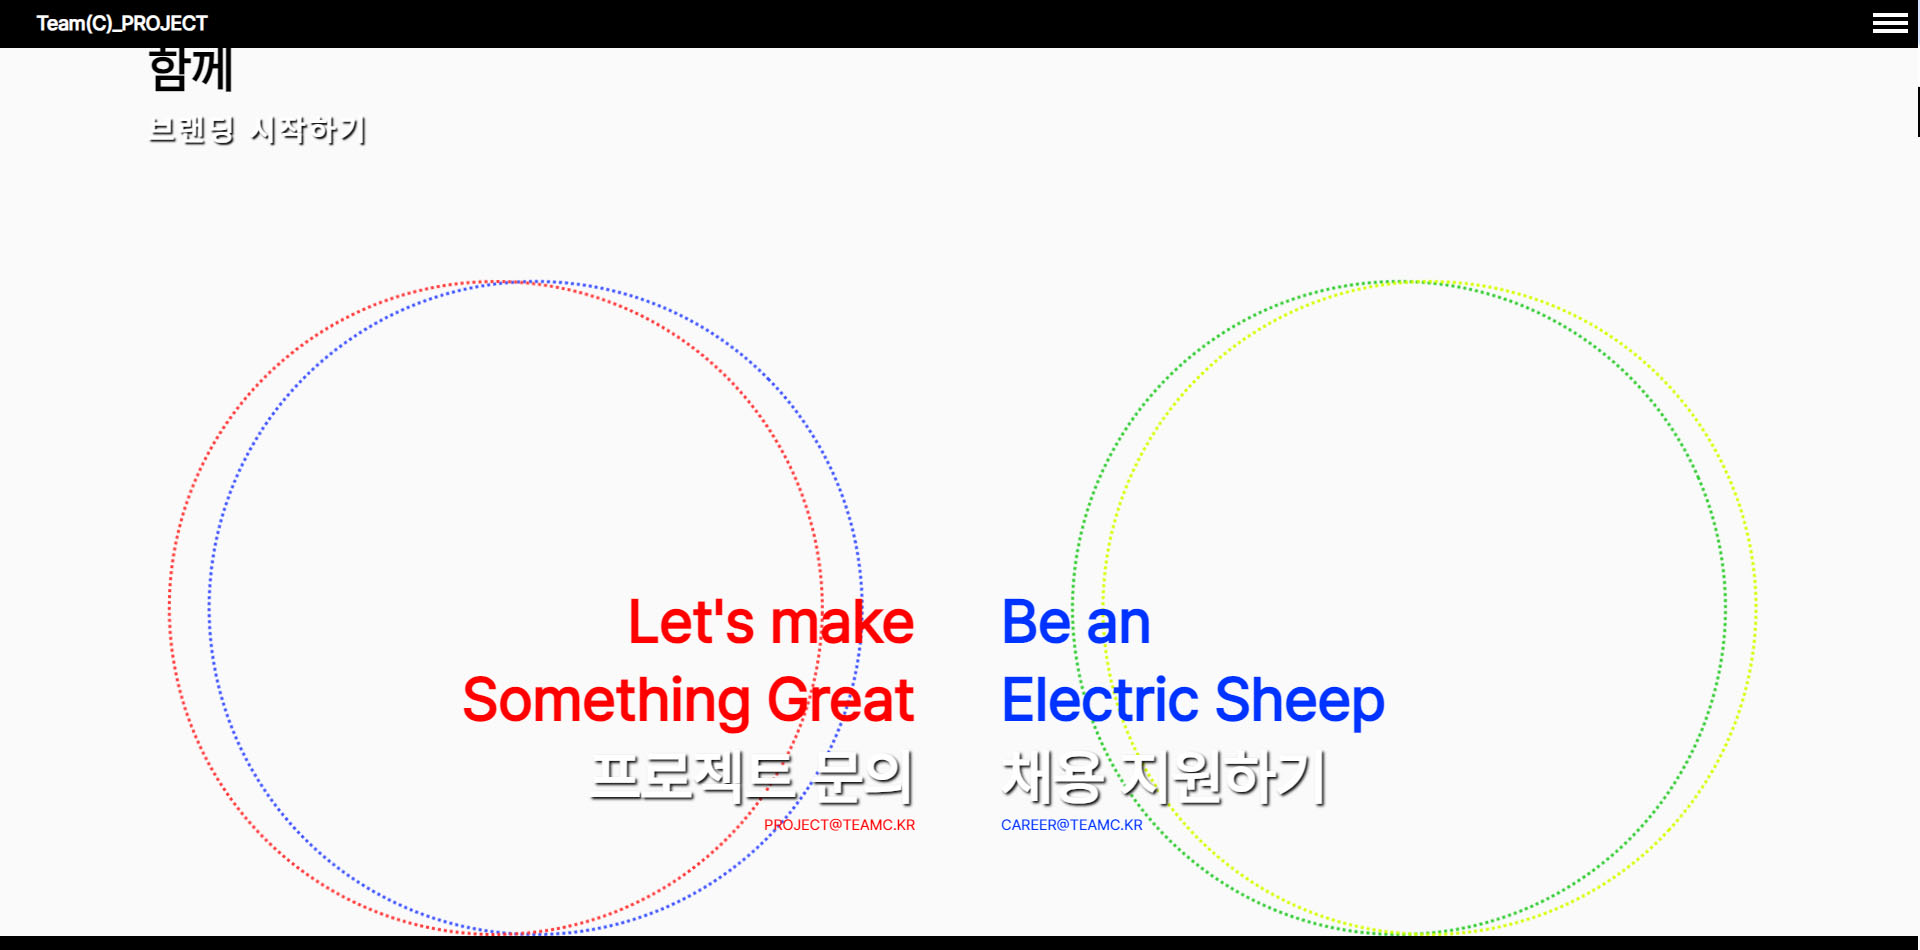 Team(C)_PROJECT
함께
브랜딩 시작하기
Let's make
Something Great
프로젝트 문의
PROJECT@TEAMC.KR
Be an
Electric Sheep
채용 지원하기
CAREER@TEAMC.KR